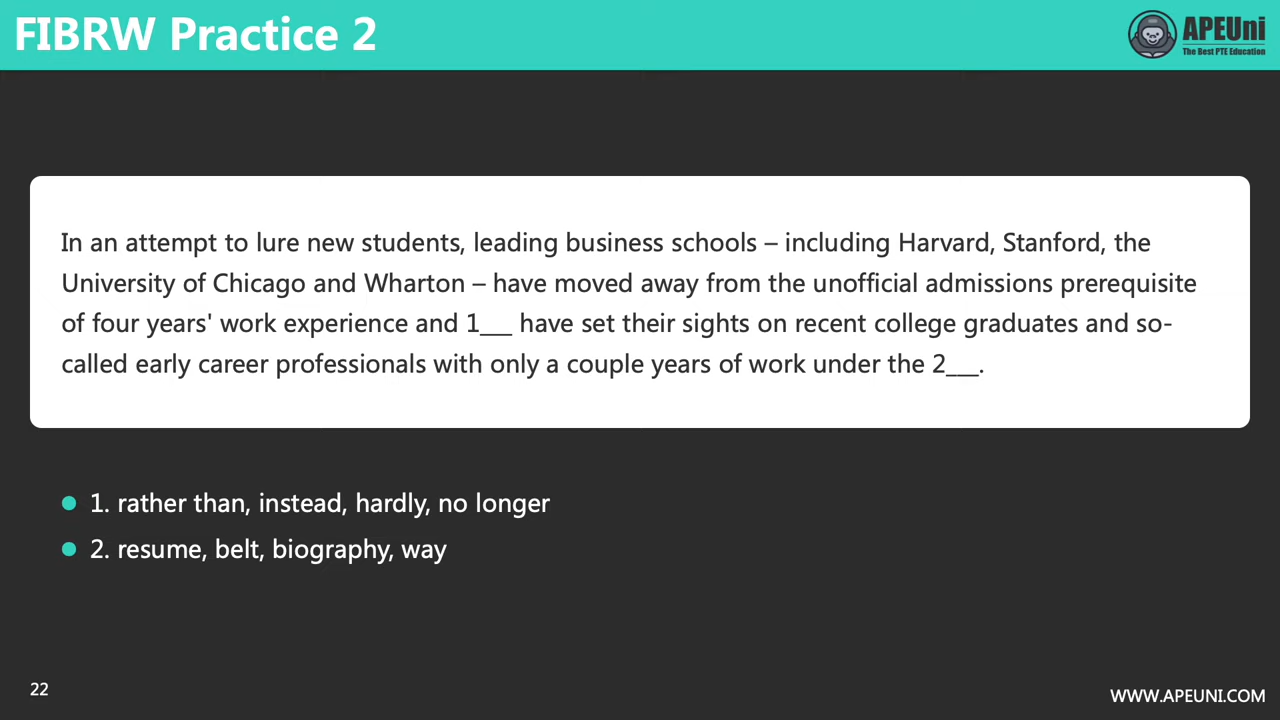 FIBRW Practice 2
APEUni
The Best PTE Education
In an attempt to lure new students, leading business schools – including Harvard, Stanford, the
University of Chicago and Wharton – have moved away from the unofficial admissions prerequisite
of four years' work experience and 1___ have set their sights on recent college graduates and so-
called early career professionals with only a couple years of work under the 2___.
1. rather than, instead, hardly, no longer
2. resume, belt, biography, way
22
WWW.APEUNI.COM